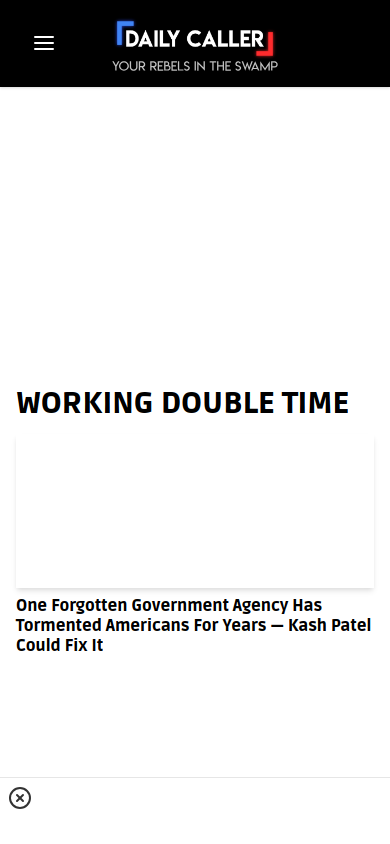 DAILY CALLER
YOUR REBELS IN THE SWAMP
WORKING DOUBLE TIME
One Forgotten Government Agency Has
Tormented Americans For Years — Kash Patel
Could Fix It